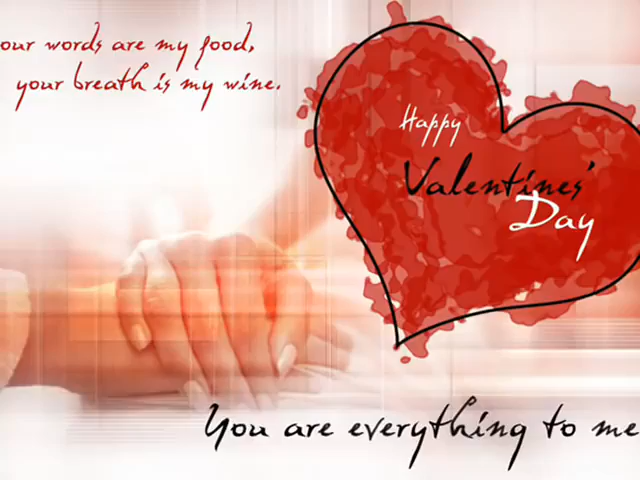 our words are my food,
your breath is my wine.
Happy
Valentines'
Day
You are everything to me